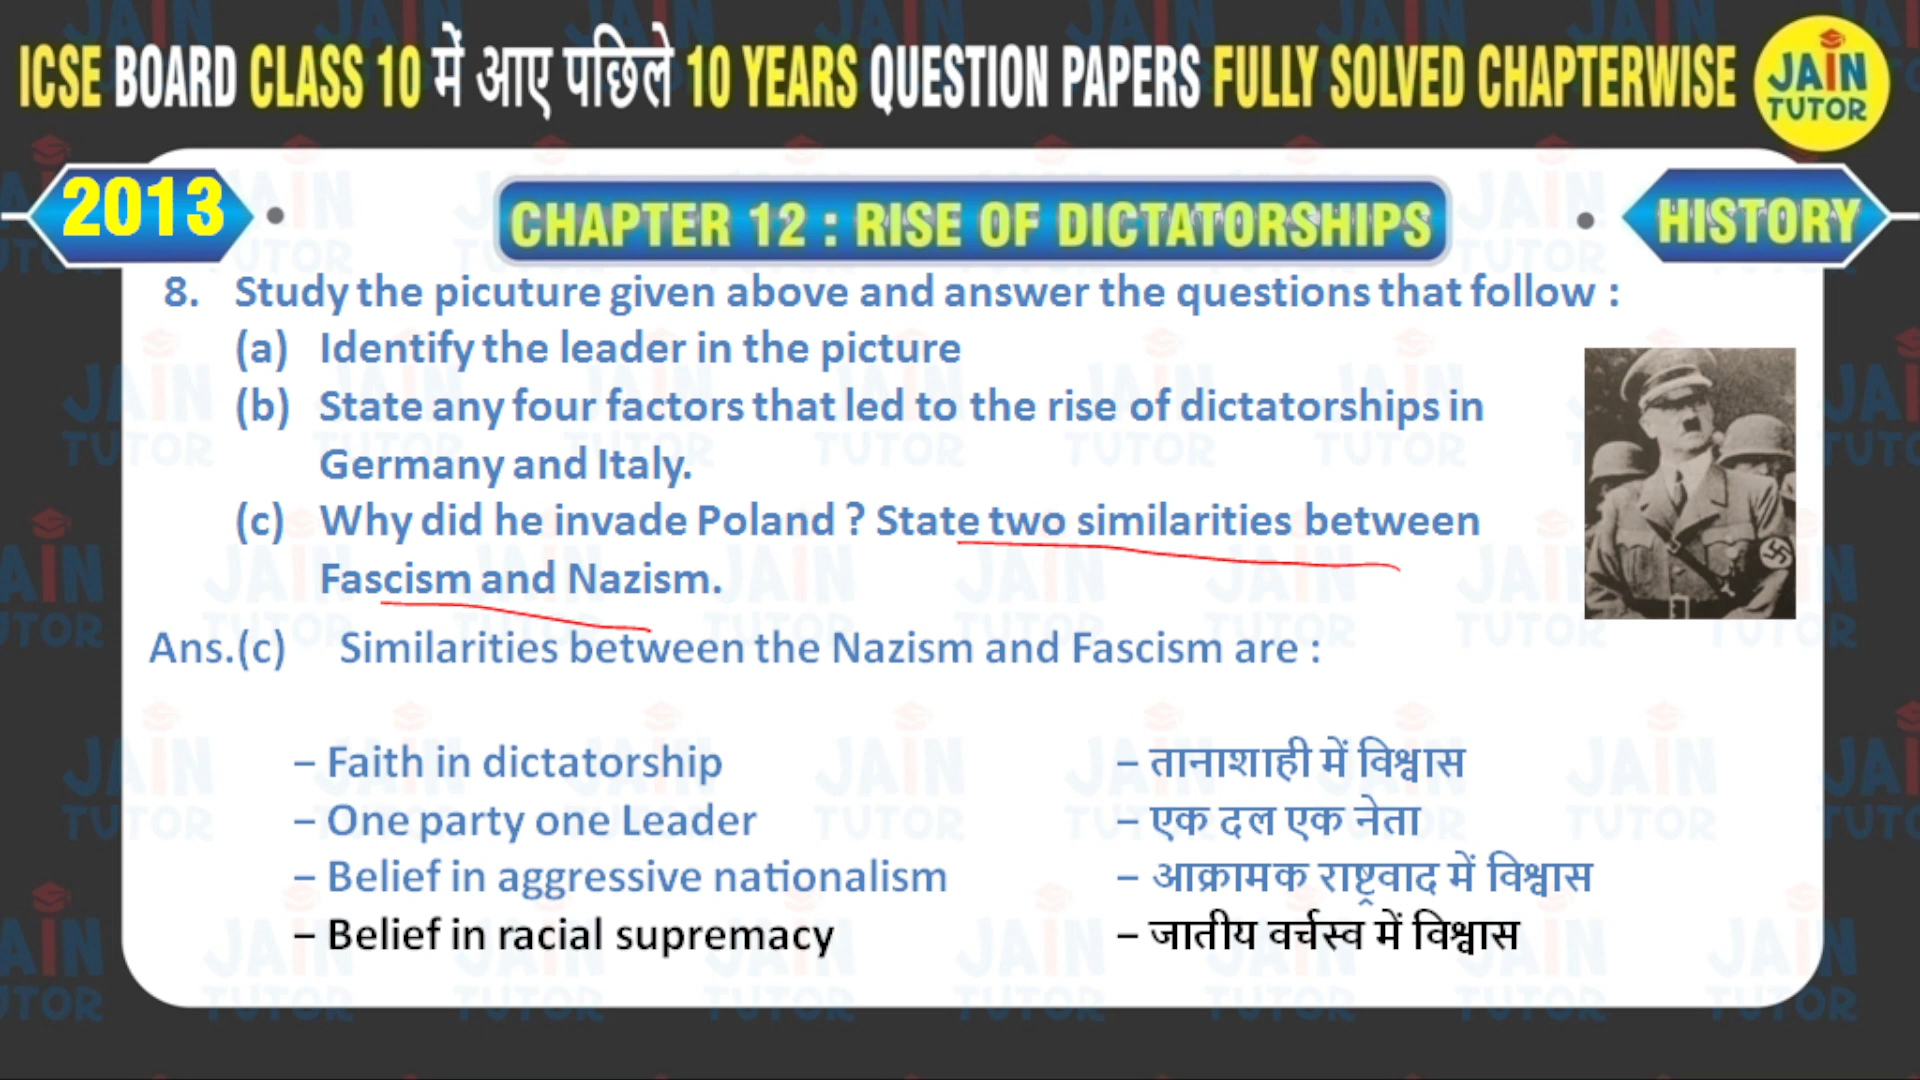 ICSE BOARD CLASS 10 में आए पिछले 10 YEARS QUESTION PAPERS FULLY SOLVED CHAPTERWISE
JAIN
TUTOR
2013
CHAPTER 12 : RISE OF DICTATORSHIPS
HISTORY
8. Study the picuture given above and answer the questions that follow :
(a) Identify the leader in the picture
(b) State any four factors that led to the rise of dictatorships in
Germany and Italy.
(c) Why did he invade Poland ? State two similarities between
Fascism and Nazism.
Ans.(c) Similarities between the Nazism and Fascism are :
– Faith in dictatorship – तानाशाही में विश्वास
– One party one Leader – एक दल एक नेता
– Belief in aggressive nationalism – आक्रामक राष्ट्रवाद में विश्वास
– Belief in racial supremacy – जातीय वर्चस्व में विश्वास